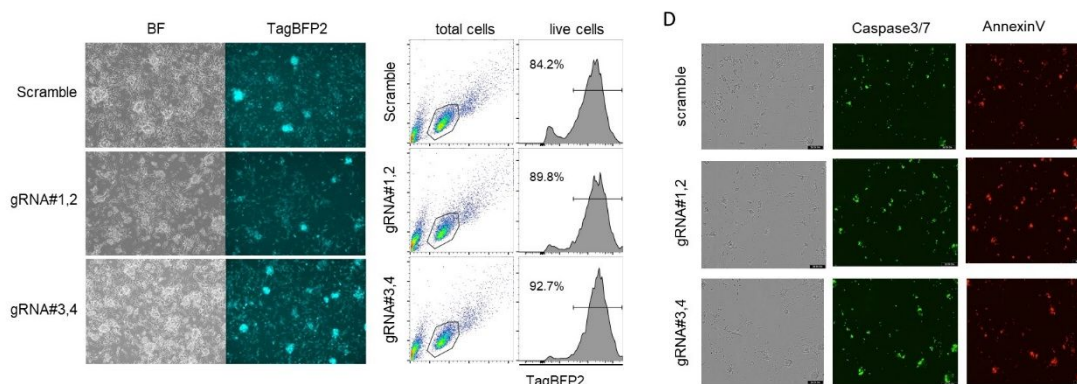 BF
TagBFP2
total cells
live cells
D
Caspase3/7
AnnexinV
Scramble
Scramble
84.2%
scramble
gRNA#1,2
gRNA#1,2
89.8%
gRNA#1,2
gRNA#3,4
gRNA#3,4
92.7%
gRNA#3,4
TagBFP2